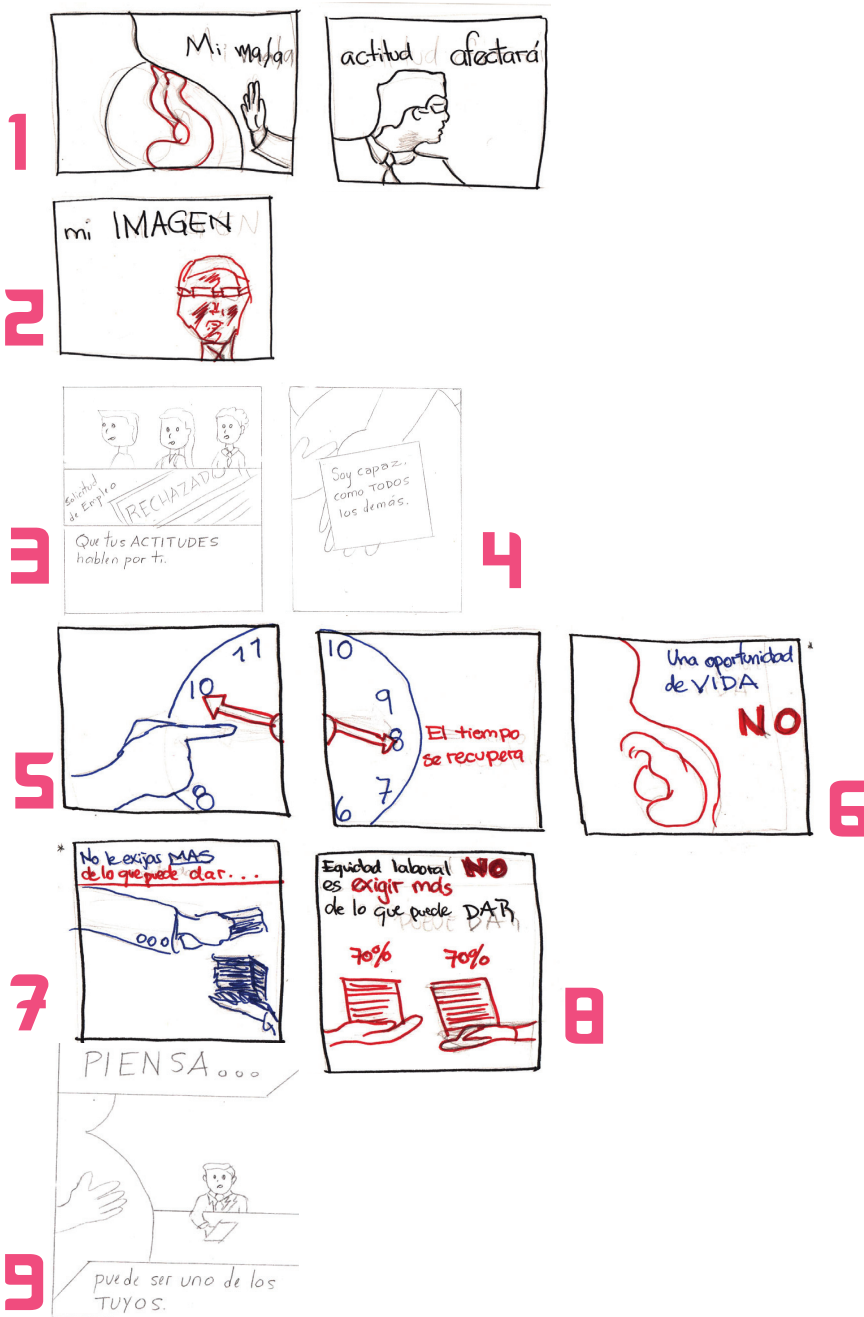 1
Mi mala
actitud afectará
2
mi IMAGEN
3
Solicitud
de Empleo
RECHAZADO
Que tus ACTITUDES
hablen por ti.
4
Soy capaz,
como TODOS
los demás.
5
11
10
8
10
9
8
7
6
El tiempo
se recupera
6
Una oportunidad
de VIDA
NO
*
7
*
No le exijas MAS
de lo que puede dar...
8
Equidad laboral NO
es exigir más
de lo que puede DAR
70% 70%
9
PIENSA...
puede ser uno de los
TUYOS.